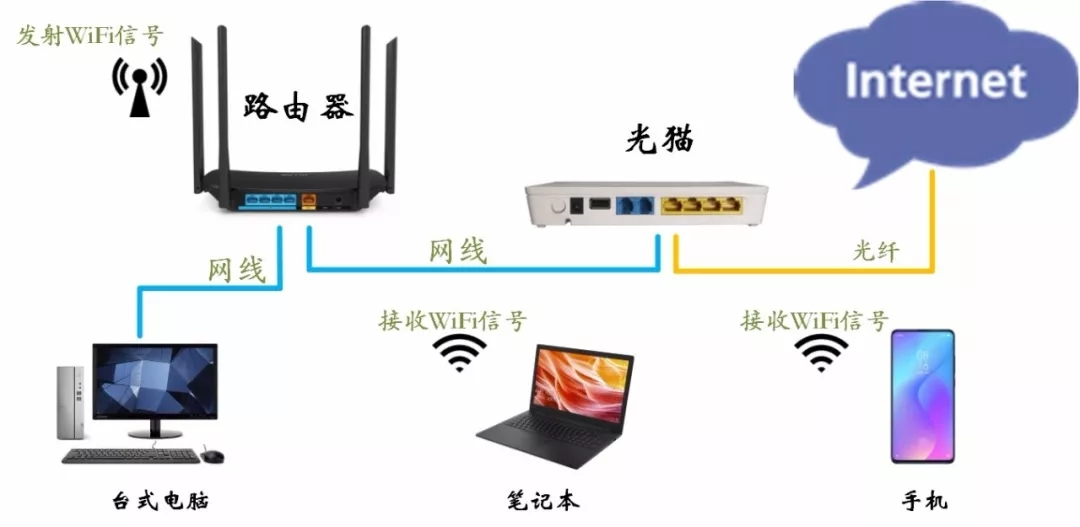 发射WiFi信号
路由器
Internet
光猫
网线
网线
光纤
接收WiFi信号
接收WiFi信号
台式电脑
笔记本
手机